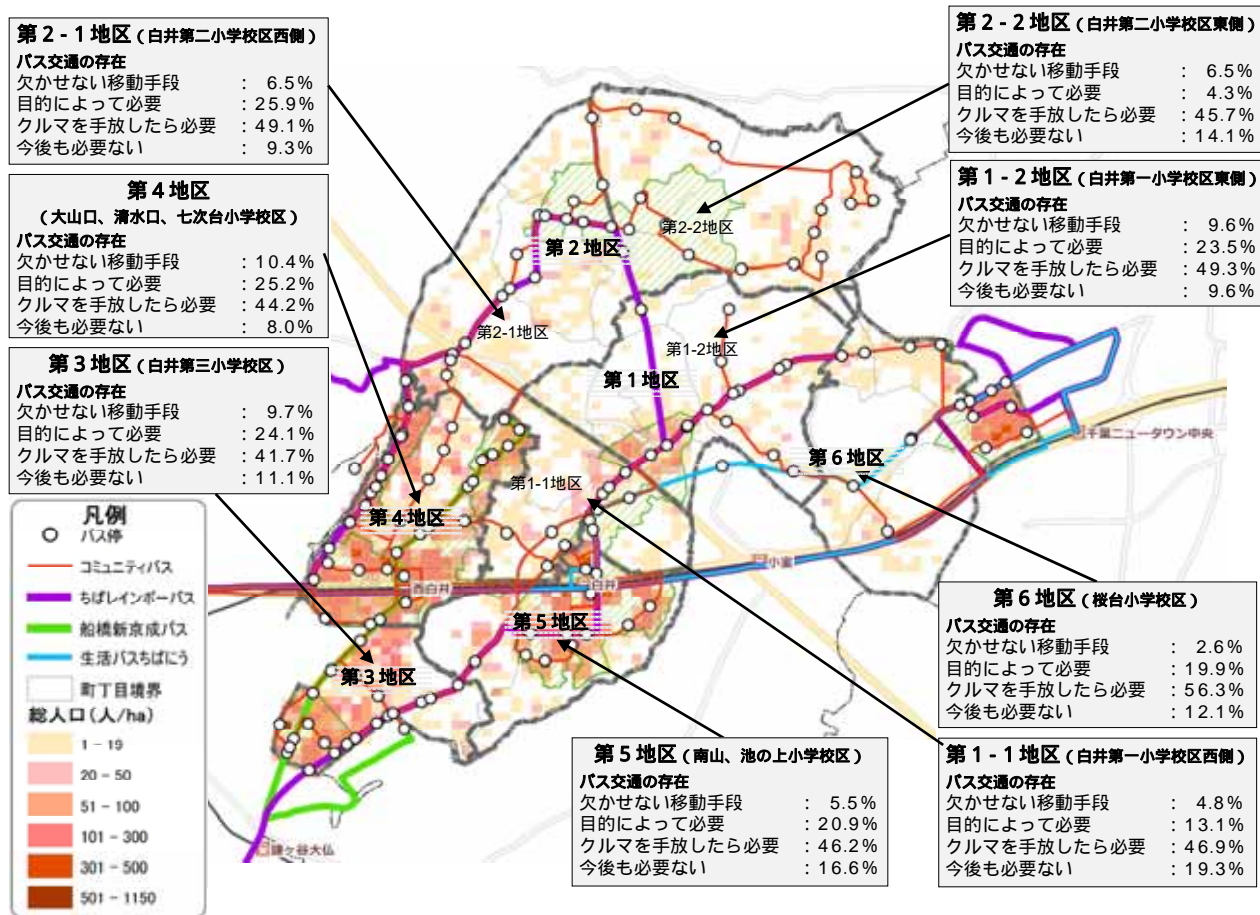 第2-1地区（白井第二小学校区西側）
バス交通の存在
欠かせない移動手段 ： 6.5%
目的によって必要 ：25.9%
クルマを手放したら必要 ：49.1%
今後も必要ない ： 9.3%
第4地区
（大山口、清水口、七次台小学校区）
バス交通の存在
欠かせない移動手段 ：10.4%
目的によって必要 ：25.2%
クルマを手放したら必要 ：44.2%
今後も必要ない ： 8.0%
第3地区（白井第三小学校区）
バス交通の存在
欠かせない移動手段 ： 9.7%
目的によって必要 ：24.1%
クルマを手放したら必要 ：41.7%
今後も必要ない ：11.1%
凡例
バス停
コミュニティバス
ちばレインボーバス
船橋新京成バス
生活バスちばにう
町丁目境界
総人口(人/ha)
1 - 19
20 - 50
51 - 100
101 - 300
301 - 500
501 - 1150
第2-2地区（白井第二小学校区東側）
バス交通の存在
欠かせない移動手段 ： 6.5%
目的によって必要 ： 4.3%
クルマを手放したら必要 ：45.7%
今後も必要ない ：14.1%
第1-2地区（白井第一小学校区東側）
バス交通の存在
欠かせない移動手段 ： 9.6%
目的によって必要 ：23.5%
クルマを手放したら必要 ：49.3%
今後も必要ない ： 9.6%
第2-2地区
第2地区
第2-1地区
第1-2地区
第1地区
千葉ニュータウン中央
第6地区
第1-1地区
第4地区
小室
西白井
白井
第5地区
第3地区
鎌ヶ谷大仏
第6地区（桜台小学校区）
バス交通の存在
欠かせない移動手段 ： 2.6%
目的によって必要 ：19.9%
クルマを手放したら必要 ：56.3%
今後も必要ない ：12.1%
第5地区（南山、池の上小学校区）
バス交通の存在
欠かせない移動手段 ： 5.5%
目的によって必要 ：20.9%
クルマを手放したら必要 ：46.2%
今後も必要ない ：16.6%
第1-1地区（白井第一小学校区西側）
バス交通の存在
欠かせない移動手段 ： 4.8%
目的によって必要 ：13.1%
クルマを手放したら必要 ：46.9%
今後も必要ない ：19.3%